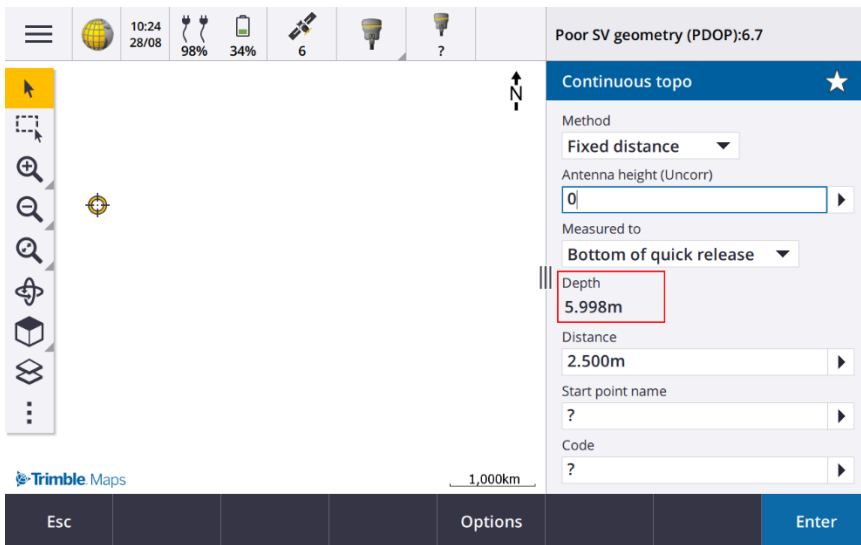 10:24
28/08
98%
34%
6
?
Poor SV geometry (PDOP):6.7
Continuous topo
N
Method
Fixed distance
Antenna height (Uncorr)
0
Measured to
Bottom of quick release
Depth
5.998m
Distance
2.500m
Start point name
?
Code
?
Trimble. Maps
1,000km
Esc
Options
Enter